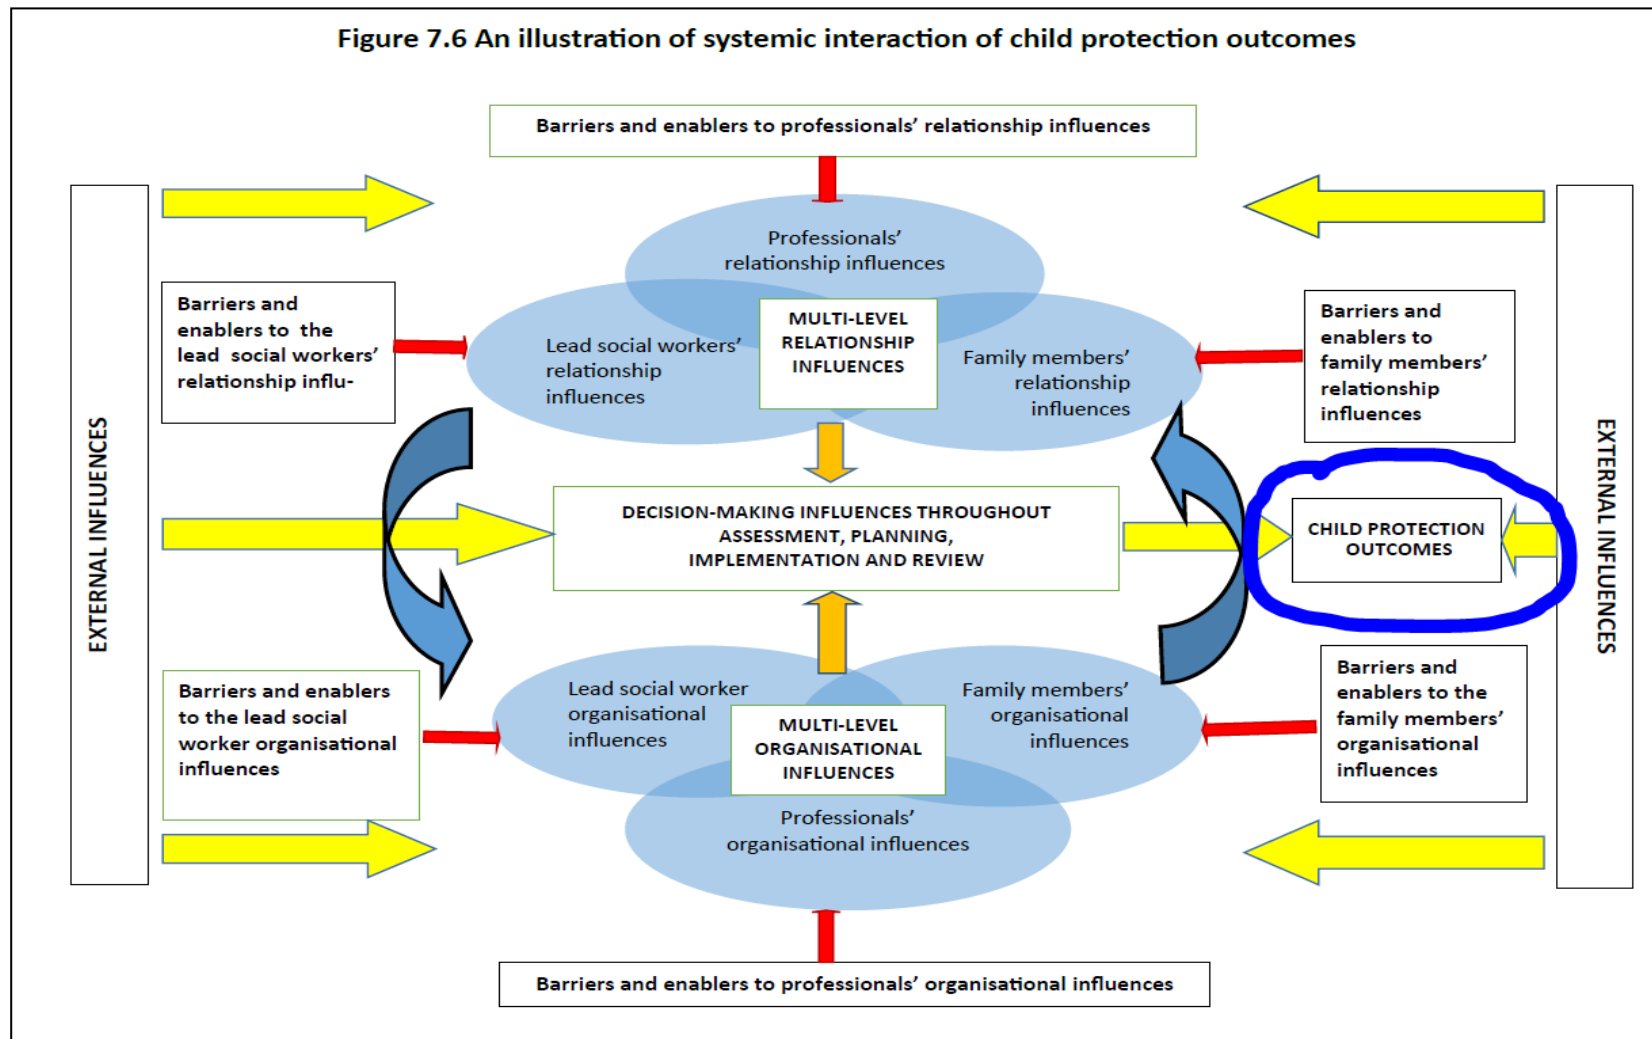 Figure 7.6 An illustration of systemic interaction of child protection outcomes
Barriers and enablers to professionals’ relationship influences
EXTERNAL INFLUENCES
Professionals’
relationship influences
Barriers and
enablers to the
lead social workers’
relationship influ-
Lead social workers’
relationship
influences
MULTI-LEVEL
RELATIONSHIP
INFLUENCES
Family members’
relationship
influences
Barriers and
enablers to
family members’
relationship
influences
EXTERNAL INFLUENCES
DECISION-MAKING INFLUENCES THROUGHOUT
ASSESSMENT, PLANNING,
IMPLEMENTATION AND REVIEW
CHILD PROTECTION
OUTCOMES
Barriers and enablers
to the lead social
worker organisational
influences
Lead social worker
organisational
influences
MULTI-LEVEL
ORGANISATIONAL
INFLUENCES
Family members’
organisational
influences
Barriers and
enablers to the
family members’
organisational
influences
Professionals’
organisational influences
Barriers and enablers to professionals’ organisational influences